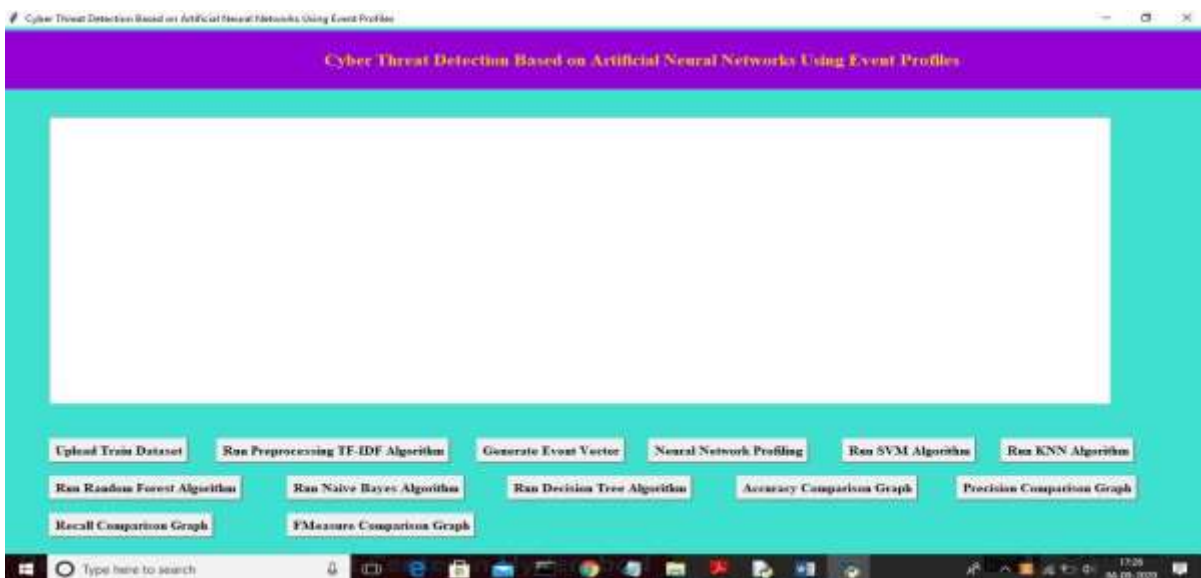 Cyber Threat Detection Based on Artificial Neural Networks Using Event Profiles
Cyber Threat Detection Based on Artificial Neural Networks Using Event Profiles
Upload Train Dataset Run Preprocessing TF-IDF Algorithm Generate Event Vector Neural Network Profiling Run SVM Algorithm Run KNN Algorithm
Run Random Forest Algorithm Run Naive Bayes Algorithm Run Decision Tree Algorithm Accuracy Comparison Graph Precision Comparison Graph
Recall Comparison Graph FMeasure Comparison Graph
Type here to search